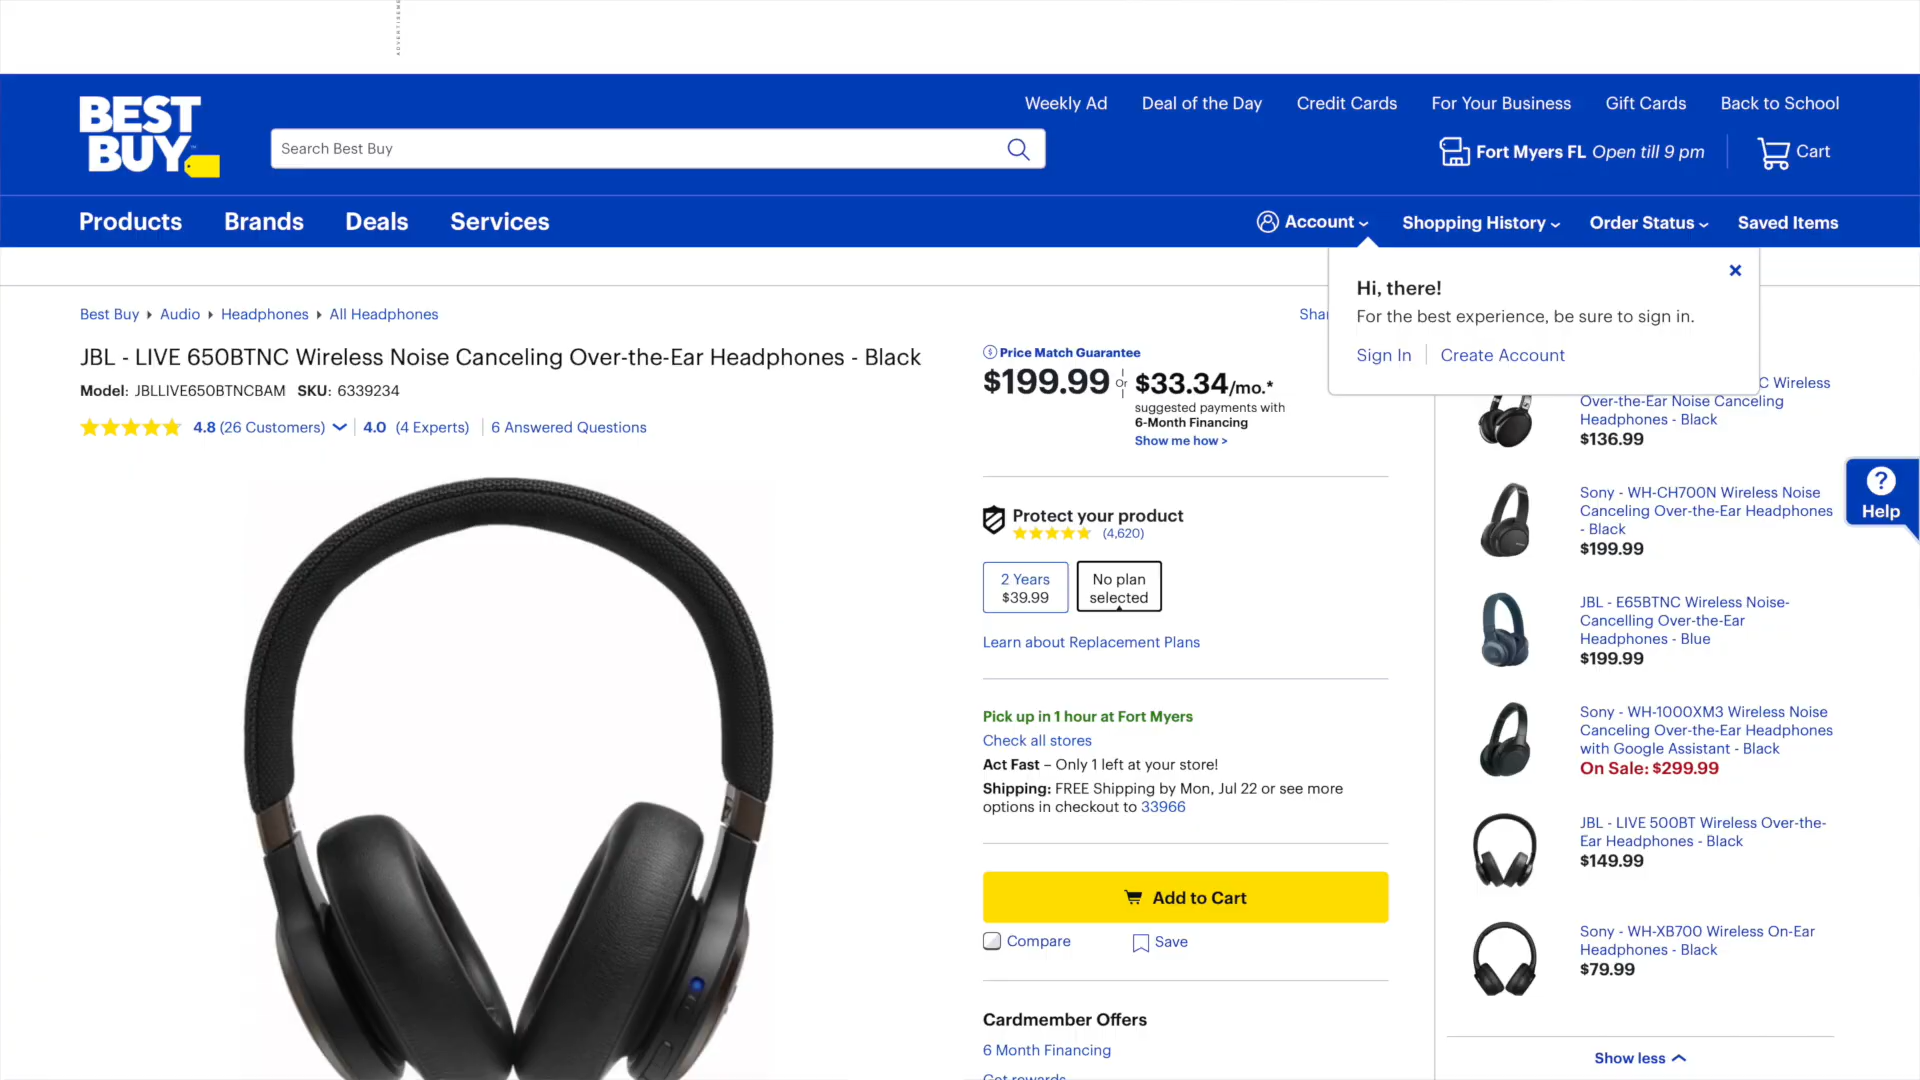 ADVERTISEME
Weekly Ad
Deal of the Day
Credit Cards
For Your Business
Gift Cards
Back to School
BEST
BUY
Search Best Buy
Fort Myers FL Open till 9 pm
Cart
Products
Brands
Deals
Services
Account
Shopping History
Order Status
Saved Items
Hi, there!
For the best experience, be sure to sign in.
Sign In
Create Account
Best Buy
Audio
Headphones
All Headphones
JBL - LIVE 650BTNC Wireless Noise Canceling Over-the-Ear Headphones - Black
Model: JBLLIVE650BTNCBAM SKU: 6339234
4.8 (26 Customers)
4.0 (4 Experts)
6 Answered Questions
Price Match Guarantee
$199.99
Or
$33.34/mo.*
suggested payments with
6-Month Financing
Show me how >
Protect your product
(4,620)
2 Years
$39.99
No plan
selected
Learn about Replacement Plans
Pick up in 1 hour at Fort Myers
Check all stores
Act Fast – Only 1 left at your store!
Shipping: FREE Shipping by Mon, Jul 22 or see more
options in checkout to 33966
Add to Cart
Compare
Save
Cardmember Offers
6 Month Financing
Get rewards
C Wireless
Over-the-Ear Noise Canceling
Headphones - Black
$136.99
Sony - WH-CH700N Wireless Noise
Canceling Over-the-Ear Headphones
- Black
$199.99
JBL - E65BTNC Wireless Noise-
Cancelling Over-the-Ear
Headphones - Blue
$199.99
Sony - WH-1000XM3 Wireless Noise
Canceling Over-the-Ear Headphones
with Google Assistant - Black
On Sale: $299.99
JBL - LIVE 500BT Wireless Over-the-
Ear Headphones - Black
$149.99
Sony - WH-XB700 Wireless On-Ear
Headphones - Black
$79.99
Show less
?
Help